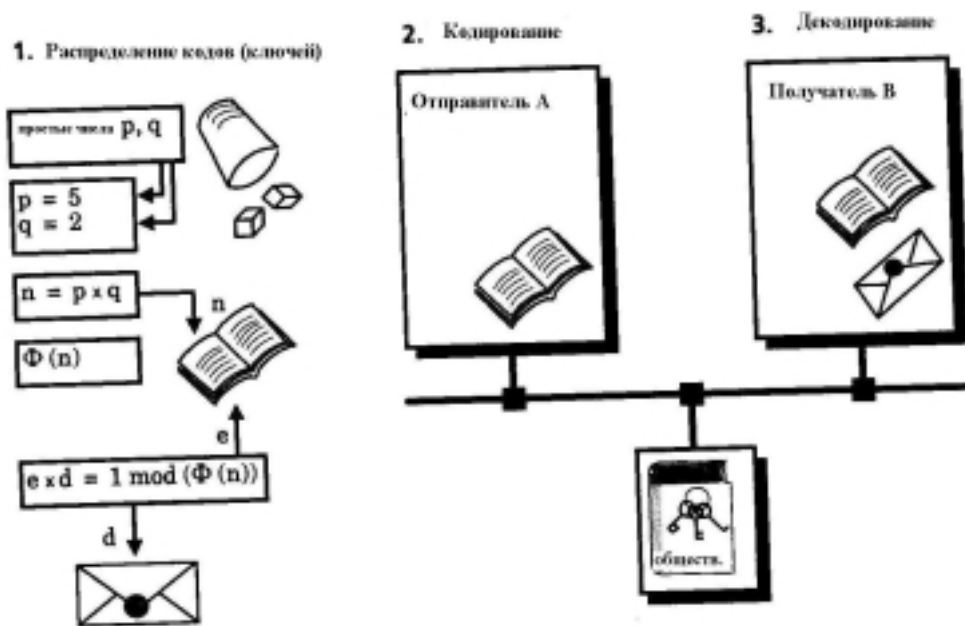 1. Распределение кодов (ключей)
простые числа p, q
p = 5
q = 2
n = p x q
n
Φ (n)
e
e x d = 1 mod (Φ (n))
d
2. Кодирование
Отправитель A
3. Декодирование
Получатель B
обществ.